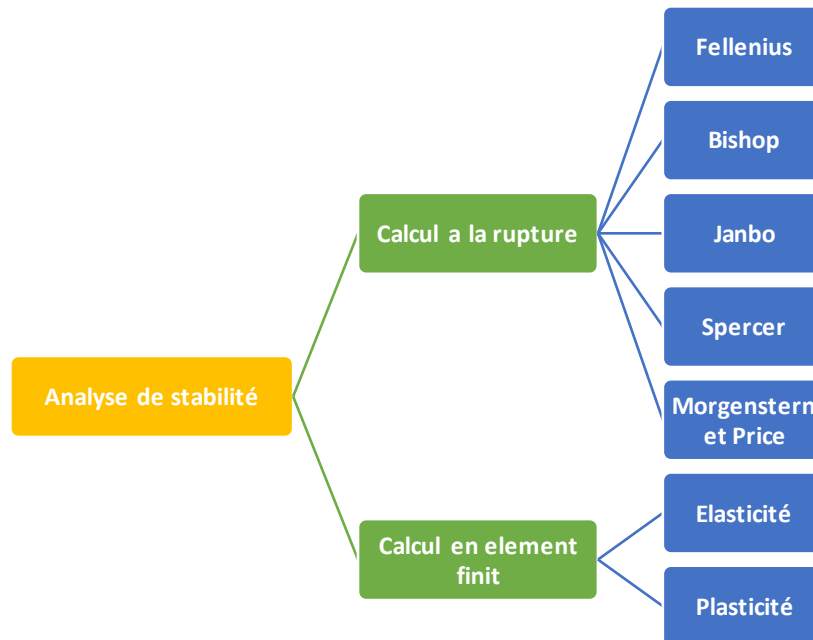 Analyse de stabilité
Calcul a la rupture
Fellenius
Bishop
Janbo
Spercer
Morgenstern
et Price
Calcul en element
finit
Elasticité
Plasticité